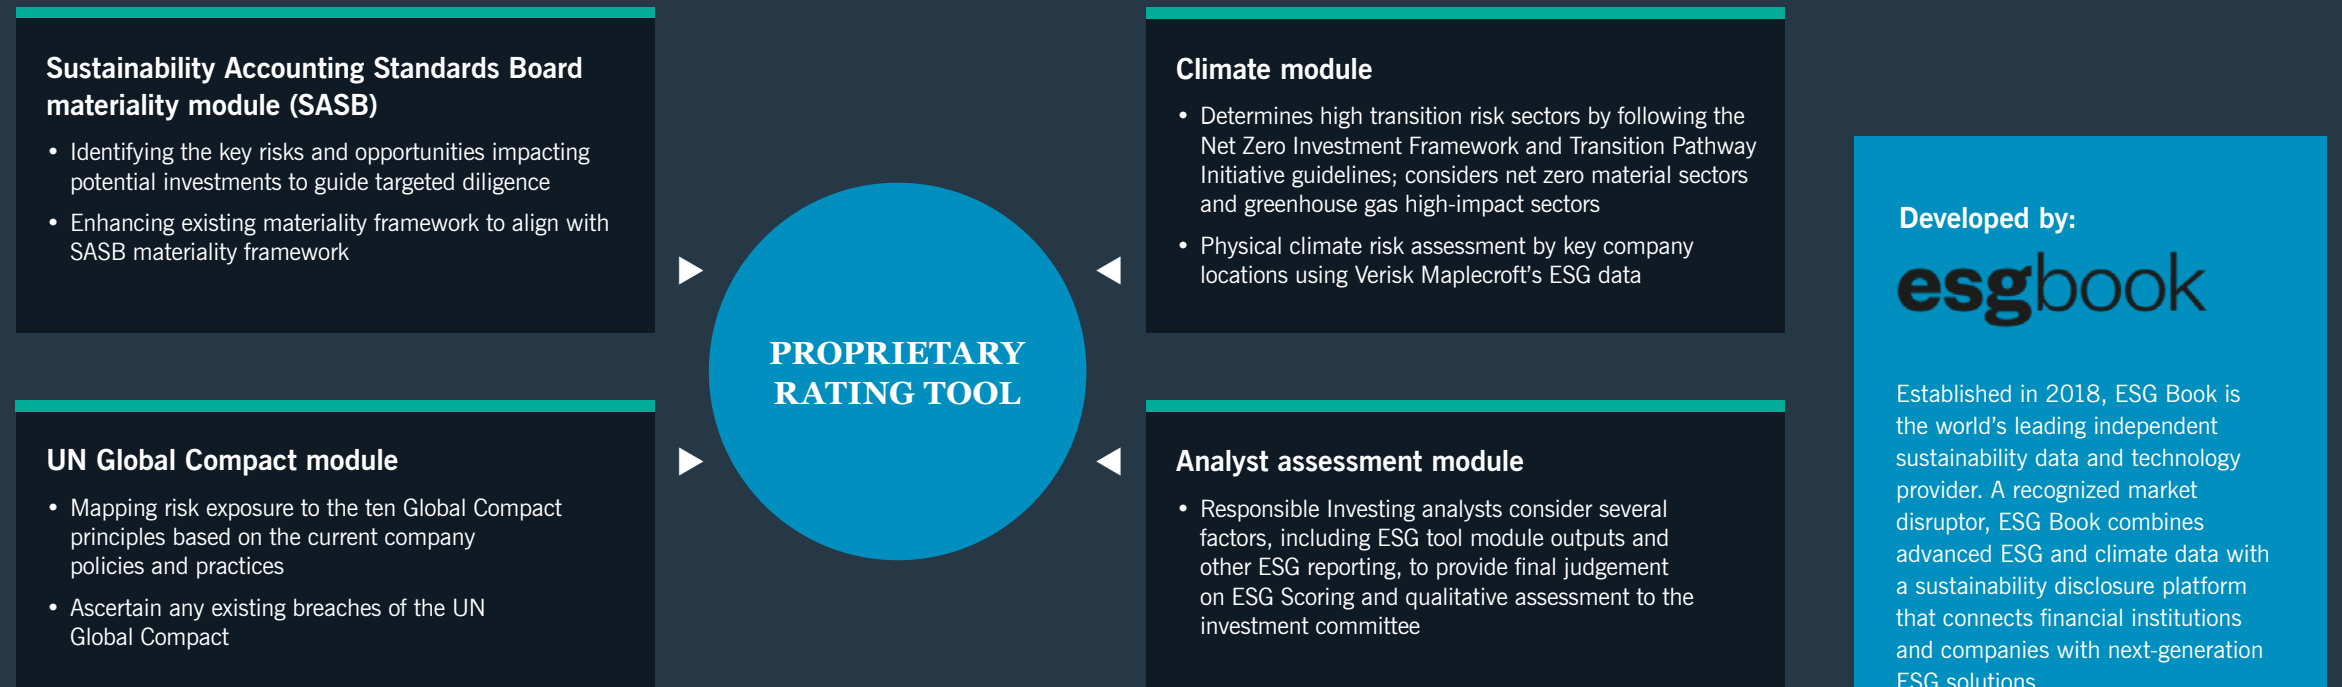 Sustainability Accounting Standards Board
materiality module (SASB)
• Identifying the key risks and opportunities impacting
potential investments to guide targeted diligence
• Enhancing existing materiality framework to align with
SASB materiality framework
UN Global Compact module
• Mapping risk exposure to the ten Global Compact
principles based on the current company
policies and practices
• Ascertain any existing breaches of the UN
Global Compact
PROPRIETARY
RATING TOOL
Climate module
• Determines high transition risk sectors by following the
Net Zero Investment Framework and Transition Pathway
Initiative guidelines; considers net zero material sectors
and greenhouse gas high-impact sectors
• Physical climate risk assessment by key company
locations using Verisk Maplecroft’s ESG data
Analyst assessment module
• Responsible Investing analysts consider several
factors, including ESG tool module outputs and
other ESG reporting, to provide final judgement
on ESG Scoring and qualitative assessment to the
investment committee
Developed by:
esgbook
Established in 2018, ESG Book is
the world’s leading independent
sustainability data and technology
provider. A recognized market
disruptor, ESG Book combines
advanced ESG and climate data with
a sustainability disclosure platform
that connects financial institutions
and companies with next-generation
ESG solutions